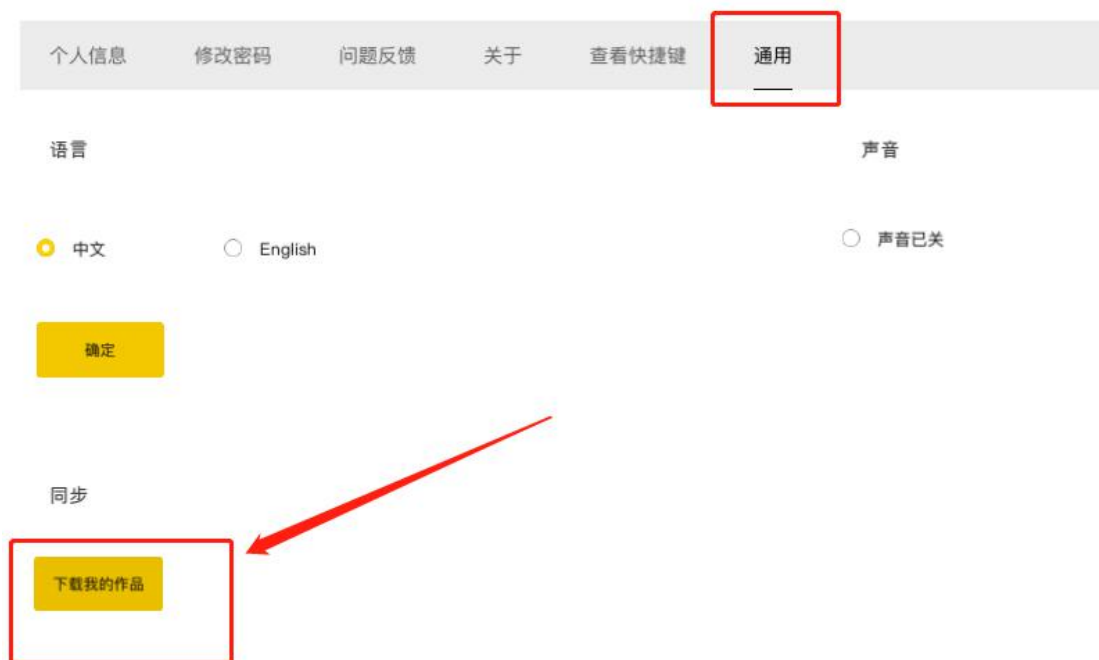 个人信息 修改密码 问题反馈 关于 查看快捷键 通用
语言 声音
中文 English 声音已关
确定
同步
下载我的作品